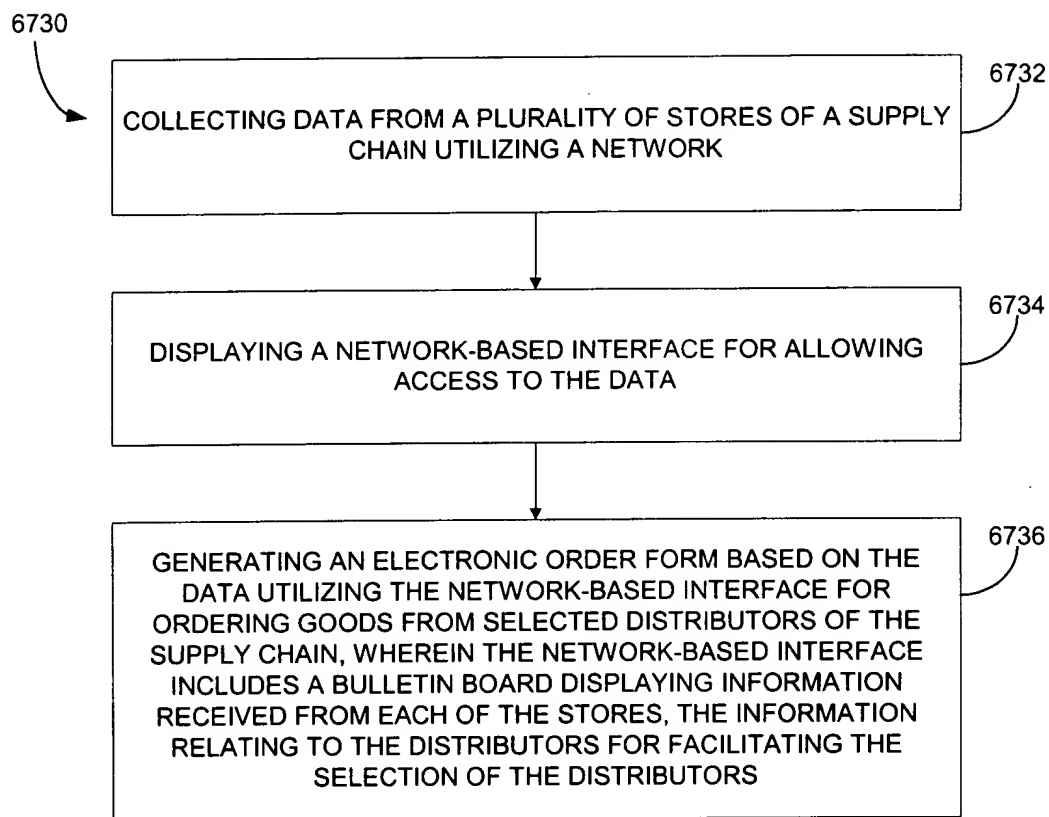 6730
6732
COLLECTING DATA FROM A PLURALITY OF STORES OF A SUPPLY
CHAIN UTILIZING A NETWORK
6734
DISPLAYING A NETWORK-BASED INTERFACE FOR ALLOWING
ACCESS TO THE DATA
6736
GENERATING AN ELECTRONIC ORDER FORM BASED ON THE
DATA UTILIZING THE NETWORK-BASED INTERFACE FOR
ORDERING GOODS FROM SELECTED DISTRIBUTORS OF THE
SUPPLY CHAIN, WHEREIN THE NETWORK-BASED INTERFACE
INCLUDES A BULLETIN BOARD DISPLAYING INFORMATION
RECEIVED FROM EACH OF THE STORES, THE INFORMATION
RELATING TO THE DISTRIBUTORS FOR FACILITATING THE
SELECTION OF THE DISTRIBUTORS